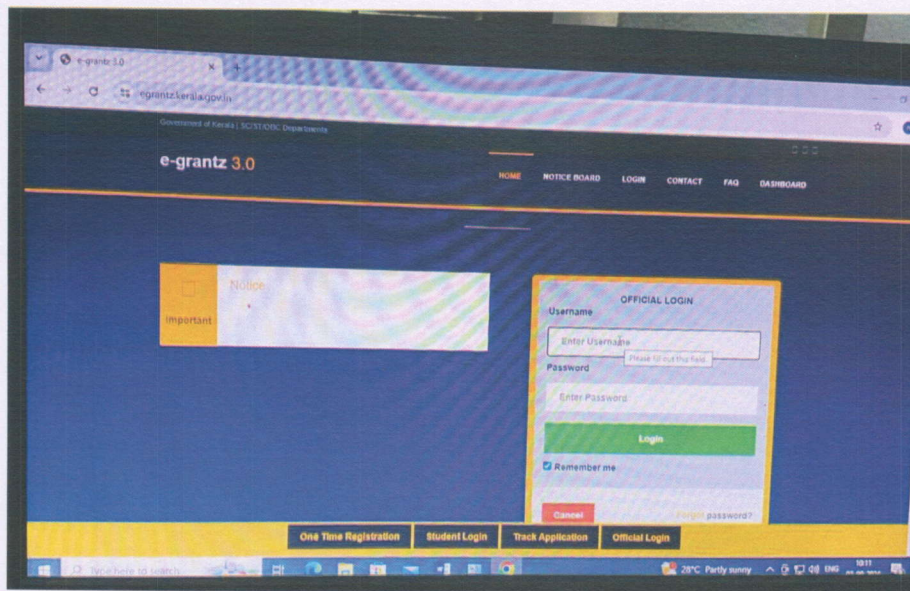 e-grantz 3.0
egrantz.kerala.gov.in
Government of Kerala | SC/ST/OBC Departments
e-grantz 3.0
HOME NOTICE BOARD LOGIN CONTACT FAQ DASHBOARD
Notice
Important
OFFICIAL LOGIN
Username
Enter Username
Please fill out this field.
Password
Enter Password
Login
Remember me
Cancel Forgot password?
One Time Registration Student Login Track Application Official Login
Type here to search 28°C Partly sunny ENG 10:11